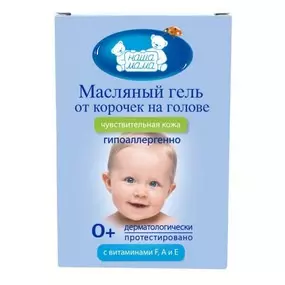 наша
мама
Масляный гель
от корочек на голове
чувствительная кожа
гипоаллергенно
0+
дерматологически
протестировано
с витаминами F, A и E